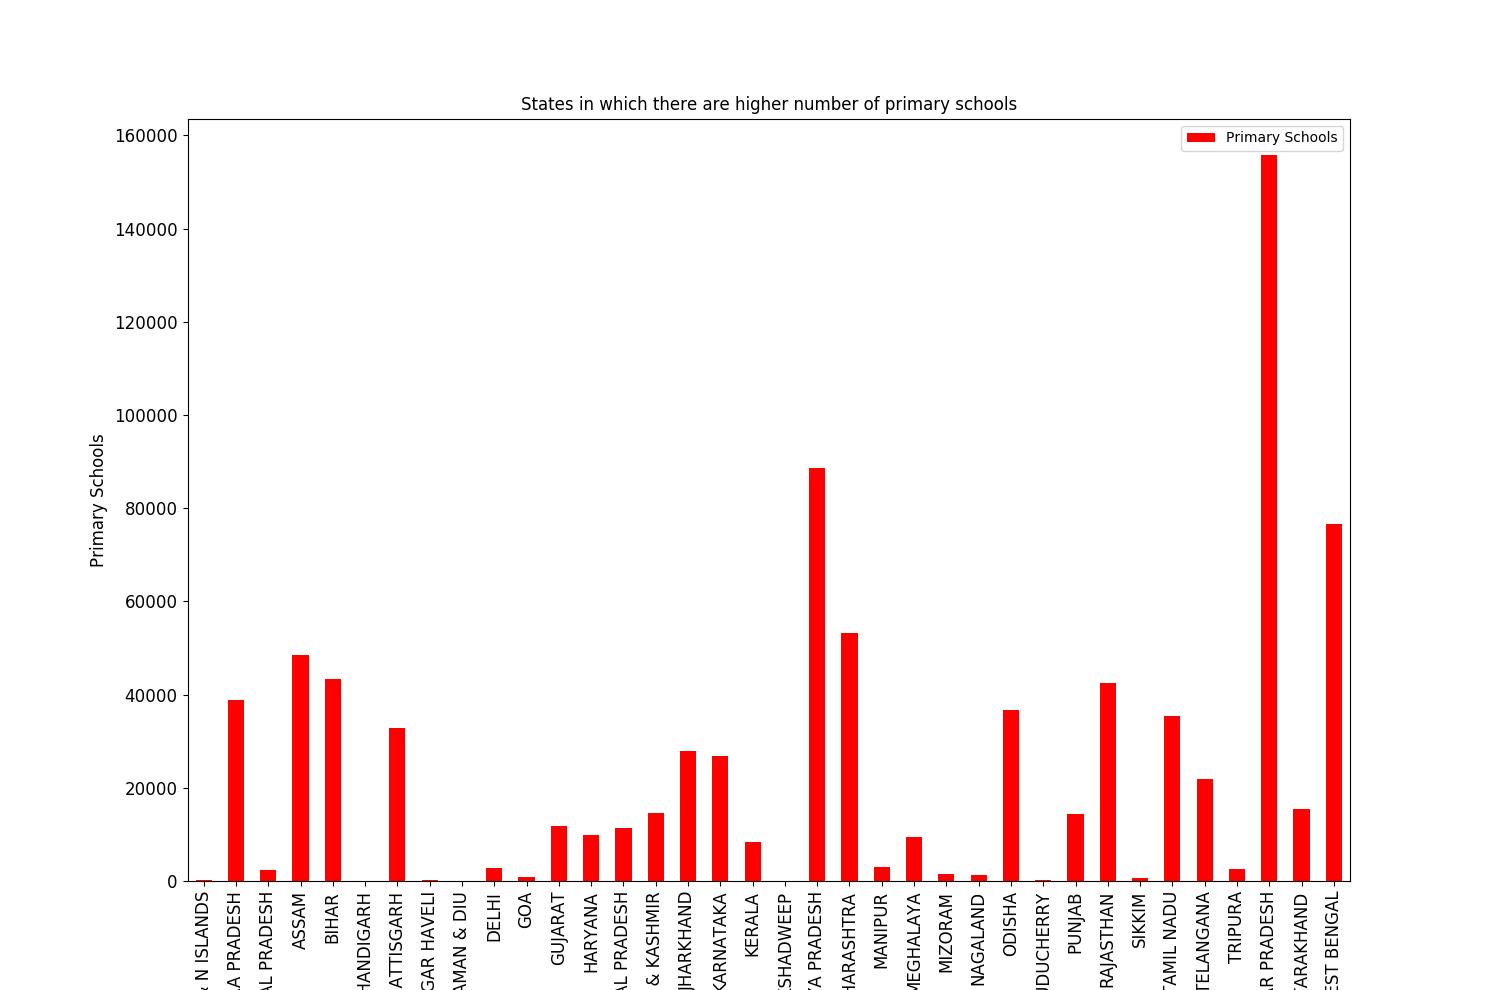 States in which there are higher number of primary schools
Primary Schools
160000
140000
120000
100000
80000
60000
40000
20000
0
Primary Schools
& N ISLANDS
RA PRADESH
AL PRADESH
ASSAM
BIHAR
HANDIGARH
ATTISGARH
GAR HAVELI
AMAN & DIU
DELHI
GOA
GUJARAT
HARYANA
AL PRADESH
& KASHMIR
JHARKHAND
KARNATAKA
KERALA
KSHADWEEP
YA PRADESH
HARASHTRA
MANIPUR
MEGHALAYA
MIZORAM
NAGALAND
ODISHA
UDUCHERRY
PUNJAB
RAJASTHAN
SIKKIM
TAMIL NADU
TELANGANA
TRIPURA
AR PRADESH
TARAKHAND
EST BENGAL